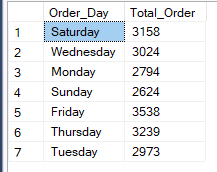 Order_Day Total_Order
1 Saturday 3158
2 Wednesday 3024
3 Monday 2794
4 Sunday 2624
5 Friday 3538
6 Thursday 3239
7 Tuesday 2973